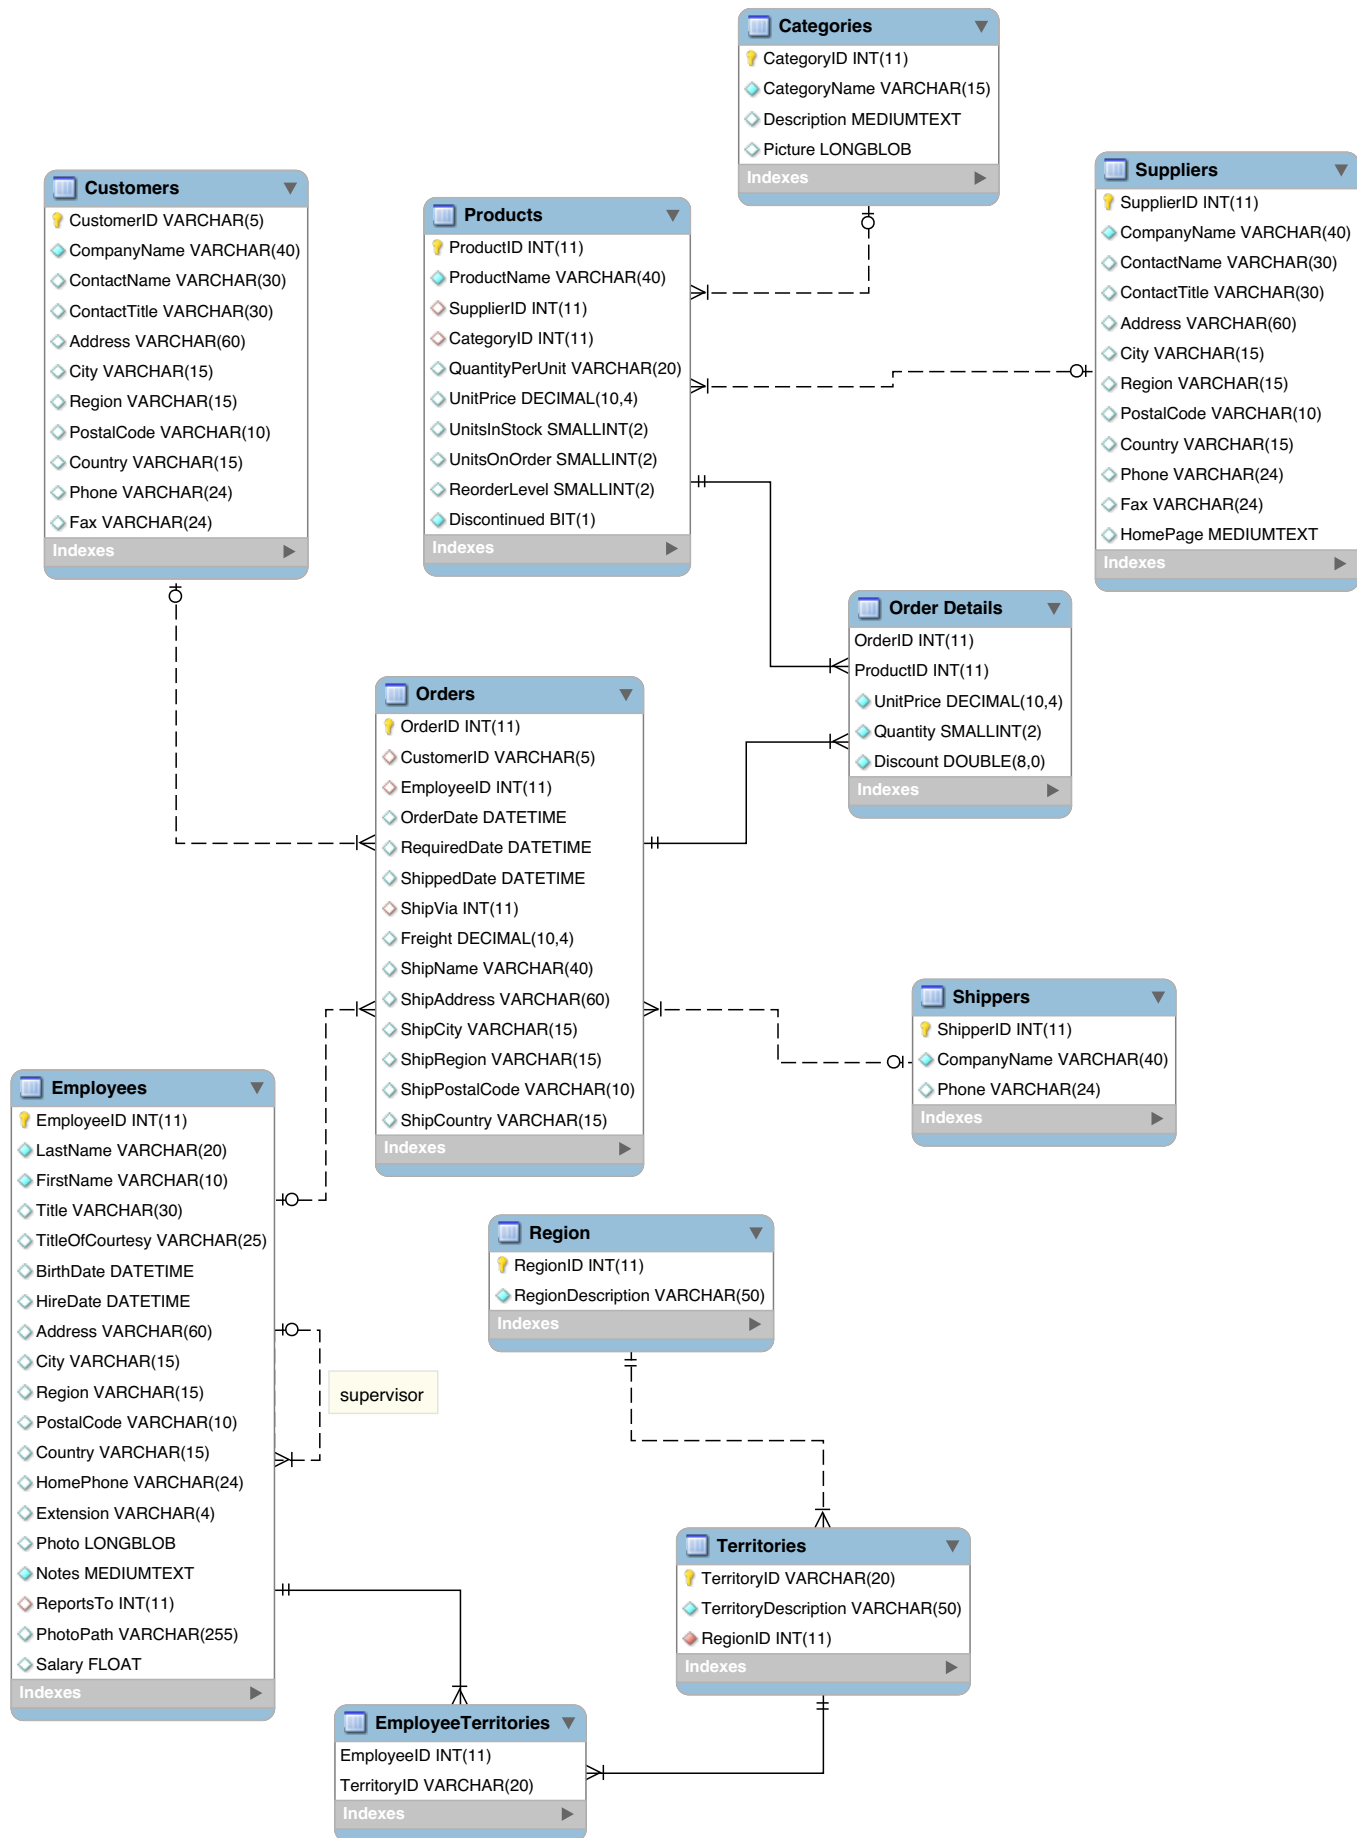 Categories
CategoryID INT(11)
CategoryName VARCHAR(15)
Description MEDIUMTEXT
Picture LONGBLOB
Indexes
Suppliers
SupplierID INT(11)
CompanyName VARCHAR(40)
ContactName VARCHAR(30)
ContactTitle VARCHAR(30)
Address VARCHAR(60)
City VARCHAR(15)
Region VARCHAR(15)
PostalCode VARCHAR(10)
Country VARCHAR(15)
Phone VARCHAR(24)
Fax VARCHAR(24)
HomePage MEDIUMTEXT
Indexes
Customers
CustomerID VARCHAR(5)
CompanyName VARCHAR(40)
ContactName VARCHAR(30)
ContactTitle VARCHAR(30)
Address VARCHAR(60)
City VARCHAR(15)
Region VARCHAR(15)
PostalCode VARCHAR(10)
Country VARCHAR(15)
Phone VARCHAR(24)
Fax VARCHAR(24)
Indexes
Products
ProductID INT(11)
ProductName VARCHAR(40)
SupplierID INT(11)
CategoryID INT(11)
QuantityPerUnit VARCHAR(20)
UnitPrice DECIMAL(10,4)
UnitsInStock SMALLINT(2)
UnitsOnOrder SMALLINT(2)
ReorderLevel SMALLINT(2)
Discontinued BIT(1)
Indexes
Order Details
OrderID INT(11)
ProductID INT(11)
UnitPrice DECIMAL(10,4)
Quantity SMALLINT(2)
Discount DOUBLE(8,0)
Indexes
Orders
OrderID INT(11)
CustomerID VARCHAR(5)
EmployeeID INT(11)
OrderDate DATETIME
RequiredDate DATETIME
ShippedDate DATETIME
ShipVia INT(11)
Freight DECIMAL(10,4)
ShipName VARCHAR(40)
ShipAddress VARCHAR(60)
ShipCity VARCHAR(15)
ShipRegion VARCHAR(15)
ShipPostalCode VARCHAR(10)
ShipCountry VARCHAR(15)
Indexes
Shippers
ShipperID INT(11)
CompanyName VARCHAR(40)
Phone VARCHAR(24)
Indexes
Employees
EmployeeID INT(11)
LastName VARCHAR(20)
FirstName VARCHAR(10)
Title VARCHAR(30)
TitleOfCourtesy VARCHAR(25)
BirthDate DATETIME
HireDate DATETIME
Address VARCHAR(60)
City VARCHAR(15)
Region VARCHAR(15)
PostalCode VARCHAR(10)
Country VARCHAR(15)
HomePhone VARCHAR(24)
Extension VARCHAR(4)
Photo LONGBLOB
Notes MEDIUMTEXT
ReportsTo INT(11)
PhotoPath VARCHAR(255)
Salary FLOAT
Indexes
supervisor
Region
RegionID INT(11)
RegionDescription VARCHAR(50)
Indexes
Territories
TerritoryID VARCHAR(20)
TerritoryDescription VARCHAR(50)
RegionID INT(11)
Indexes
EmployeeTerritories
EmployeeID INT(11)
TerritoryID VARCHAR(20)
Indexes